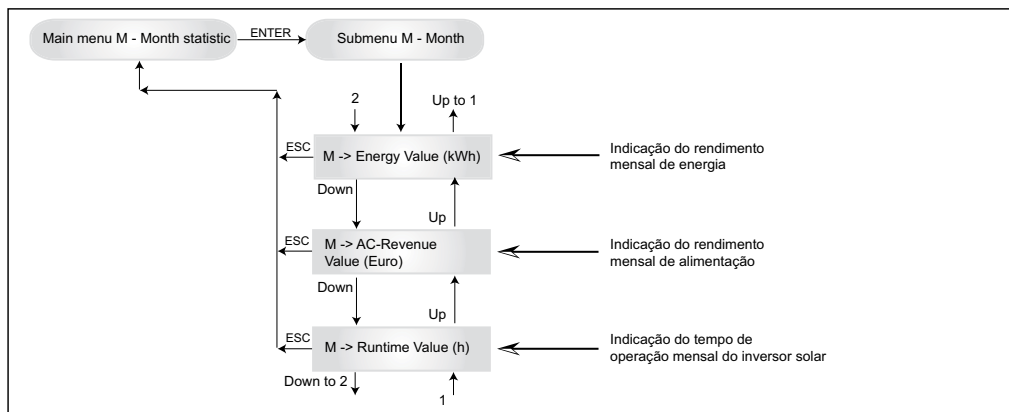 Main menu M - Month statistic
ENTER
Submenu M - Month
2
Up to 1
ESC
M -> Energy Value (kWh)
Indicação do rendimento
mensal de energia
Down
Up
ESC
M -> AC-Revenue
Value (Euro)
Indicação do rendimento
mensal de alimentação
Down
Up
ESC
M -> Runtime Value (h)
Indicação do tempo de
operação mensal do inversor solar
Down to 2
1